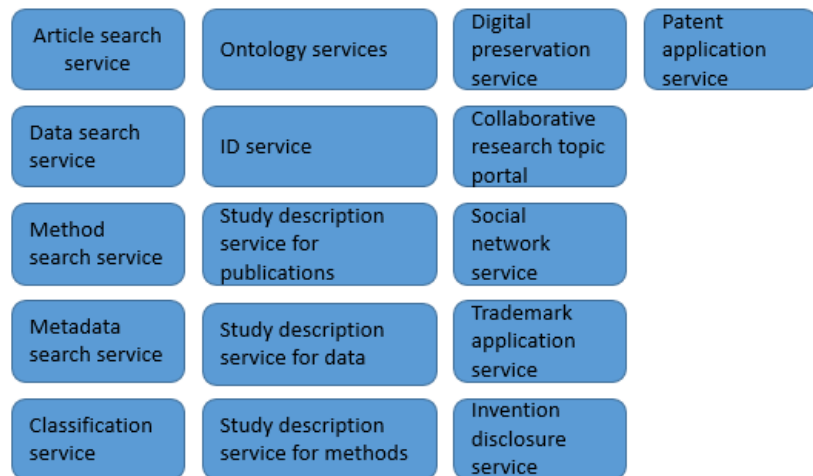 Article search
service
Ontology services
Digital
preservation
service
Patent
application
service
Data search
service
ID service
Collaborative
research topic
portal
Method
search service
Study description
service for
publications
Social
network
service
Metadata
search service
Study description
service for data
Trademark
application
service
Classification
service
Study description
service for methods
Invention
disclosure
service